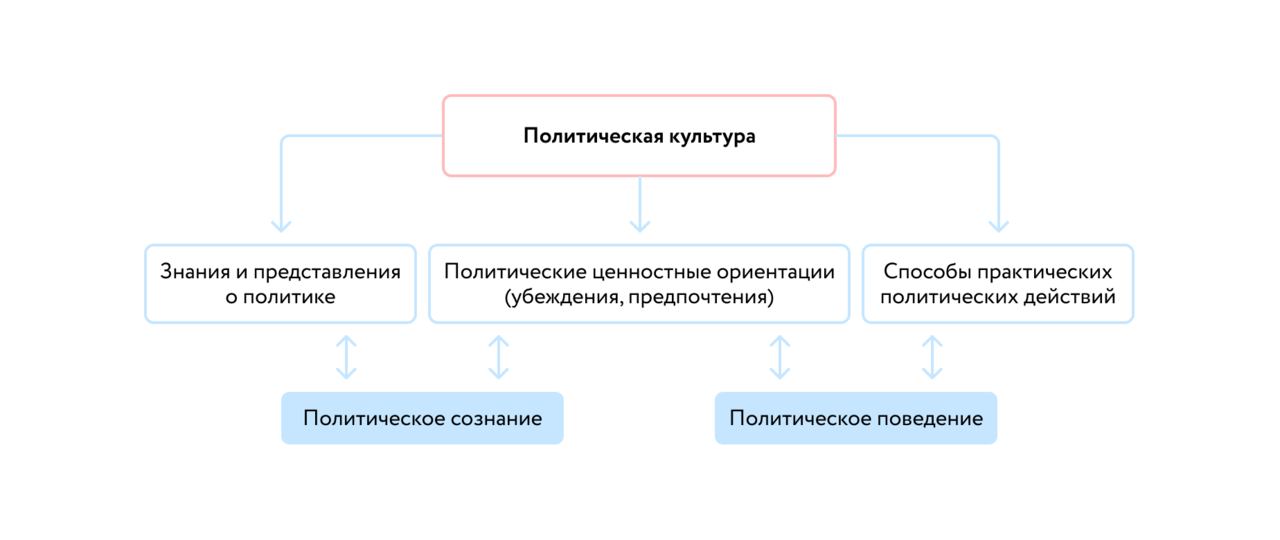 Политическая культура
Знания и представления
о политике
Политические ценностные ориентации
(убеждения, предпочтения)
Способы практических
политических действий
Политическое сознание
Политическое поведение